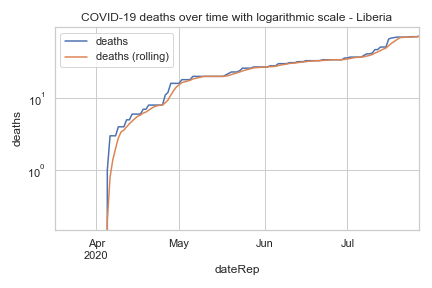 COVID-19 deaths over time with logarithmic scale - Liberia
deaths
deaths (rolling)
deaths
10¹
10⁰
Apr
2020
May
Jun
Jul
dateRep